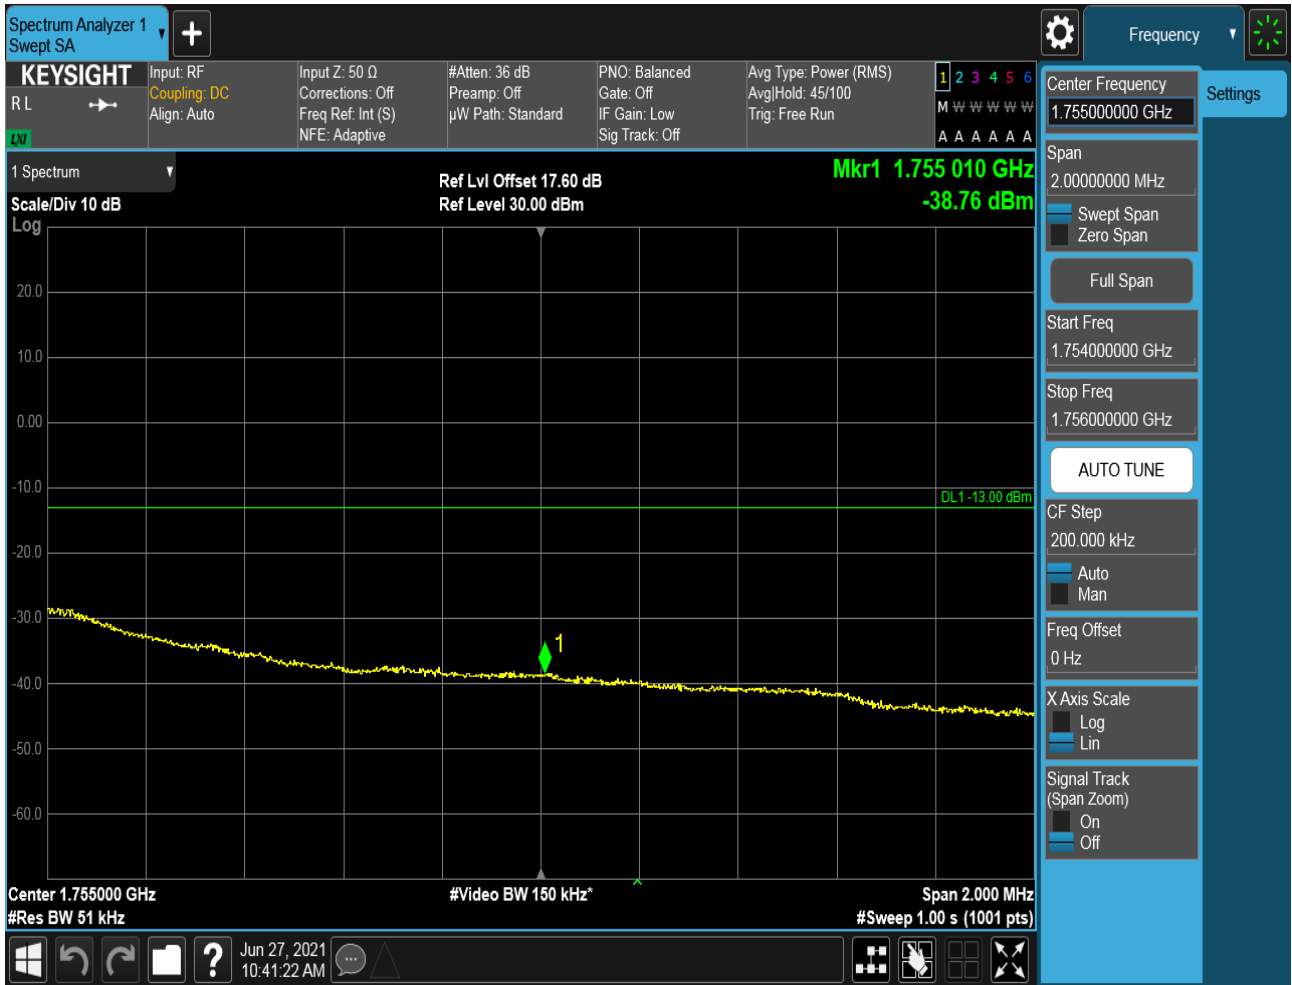 Spectrum Analyzer 1
Swept SA
Frequency
KEYSIGHT
R L
LXI
Input: RF
Coupling: DC
Align: Auto
Input Z: 50 Ω
Corrections: Off
Freq Ref: Int (S)
NFE: Adaptive
#Atten: 36 dB
Preamp: Off
µW Path: Standard
PNO: Balanced
Gate: Off
IF Gain: Low
Sig Track: Off
Avg Type: Power (RMS)
Avg|Hold: 45/100
Trig: Free Run
1 2 3 4 5 6
M W W W W W
A A A A A A
1 Spectrum
Scale/Div 10 dB
Log
Ref Lvl Offset 17.60 dB
Ref Level 30.00 dBm
Mkr1 1.755 010 GHz
-38.76 dBm
20.0
10.0
0.00
-10.0
DL1 -13.00 dBm
-20.0
-30.0
1
-40.0
-50.0
-60.0
Center 1.755000 GHz
#Res BW 51 kHz
#Video BW 150 kHz*
Span 2.000 MHz
#Sweep 1.00 s (1001 pts)
Center Frequency
1.755000000 GHz
Settings
Span
2.00000000 MHz
Swept Span
Zero Span
Full Span
Start Freq
1.754000000 GHz
Stop Freq
1.756000000 GHz
AUTO TUNE
CF Step
200.000 kHz
Auto
Man
Freq Offset
0 Hz
X Axis Scale
Log
Lin
Signal Track
(Span Zoom)
On
Off
?
Jun 27, 2021
10:41:22 AM